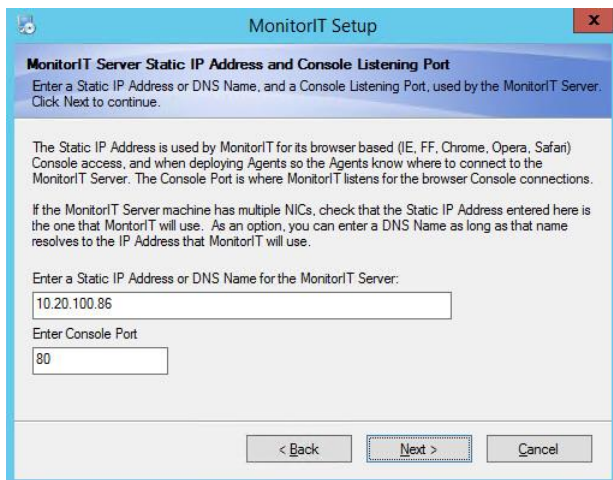 MonitorIT Setup
x
MonitorIT Server Static IP Address and Console Listening Port
Enter a Static IP Address or DNS Name, and a Console Listening Port, used by the MonitorIT Server.
Click Next to continue.
The Static IP Address is used by MonitorIT for its browser based (IE, FF, Chrome, Opera, Safari)
Console access, and when deploying Agents so the Agents know where to connect to the
MonitorIT Server. The Console Port is where MonitorIT listens for the browser Console connections.
If the MonitorIT Server machine has multiple NICs, check that the Static IP Address entered here is
the one that MontorIT will use. As an option, you can enter a DNS Name as long as that name
resolves to the IP Address that MonitorIT will use.
Enter a Static IP Address or DNS Name for the MonitorIT Server:
10.20.100.86
Enter Console Port
80
< Back
Next >
Cancel